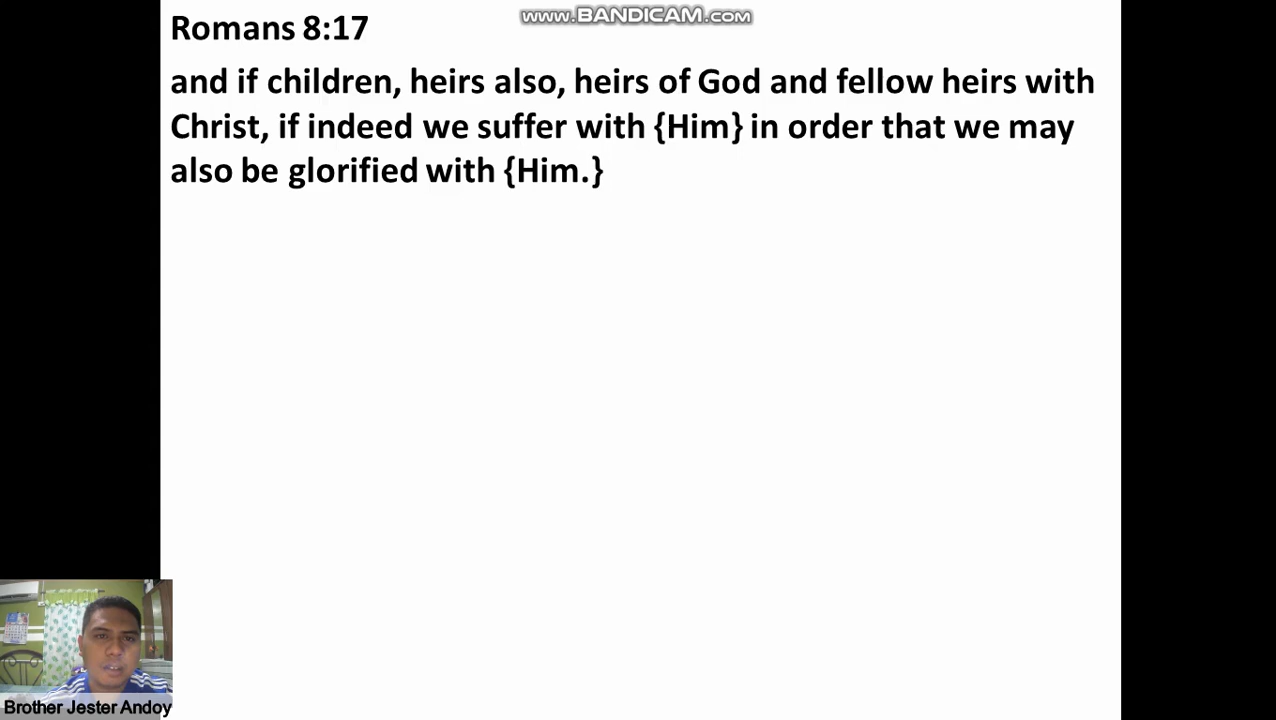 www.BANDICAM.com
Romans 8:17
and if children, heirs also, heirs of God and fellow heirs with
Christ, if indeed we suffer with {Him} in order that we may
also be glorified with {Him.}
Brother Jester Andoy